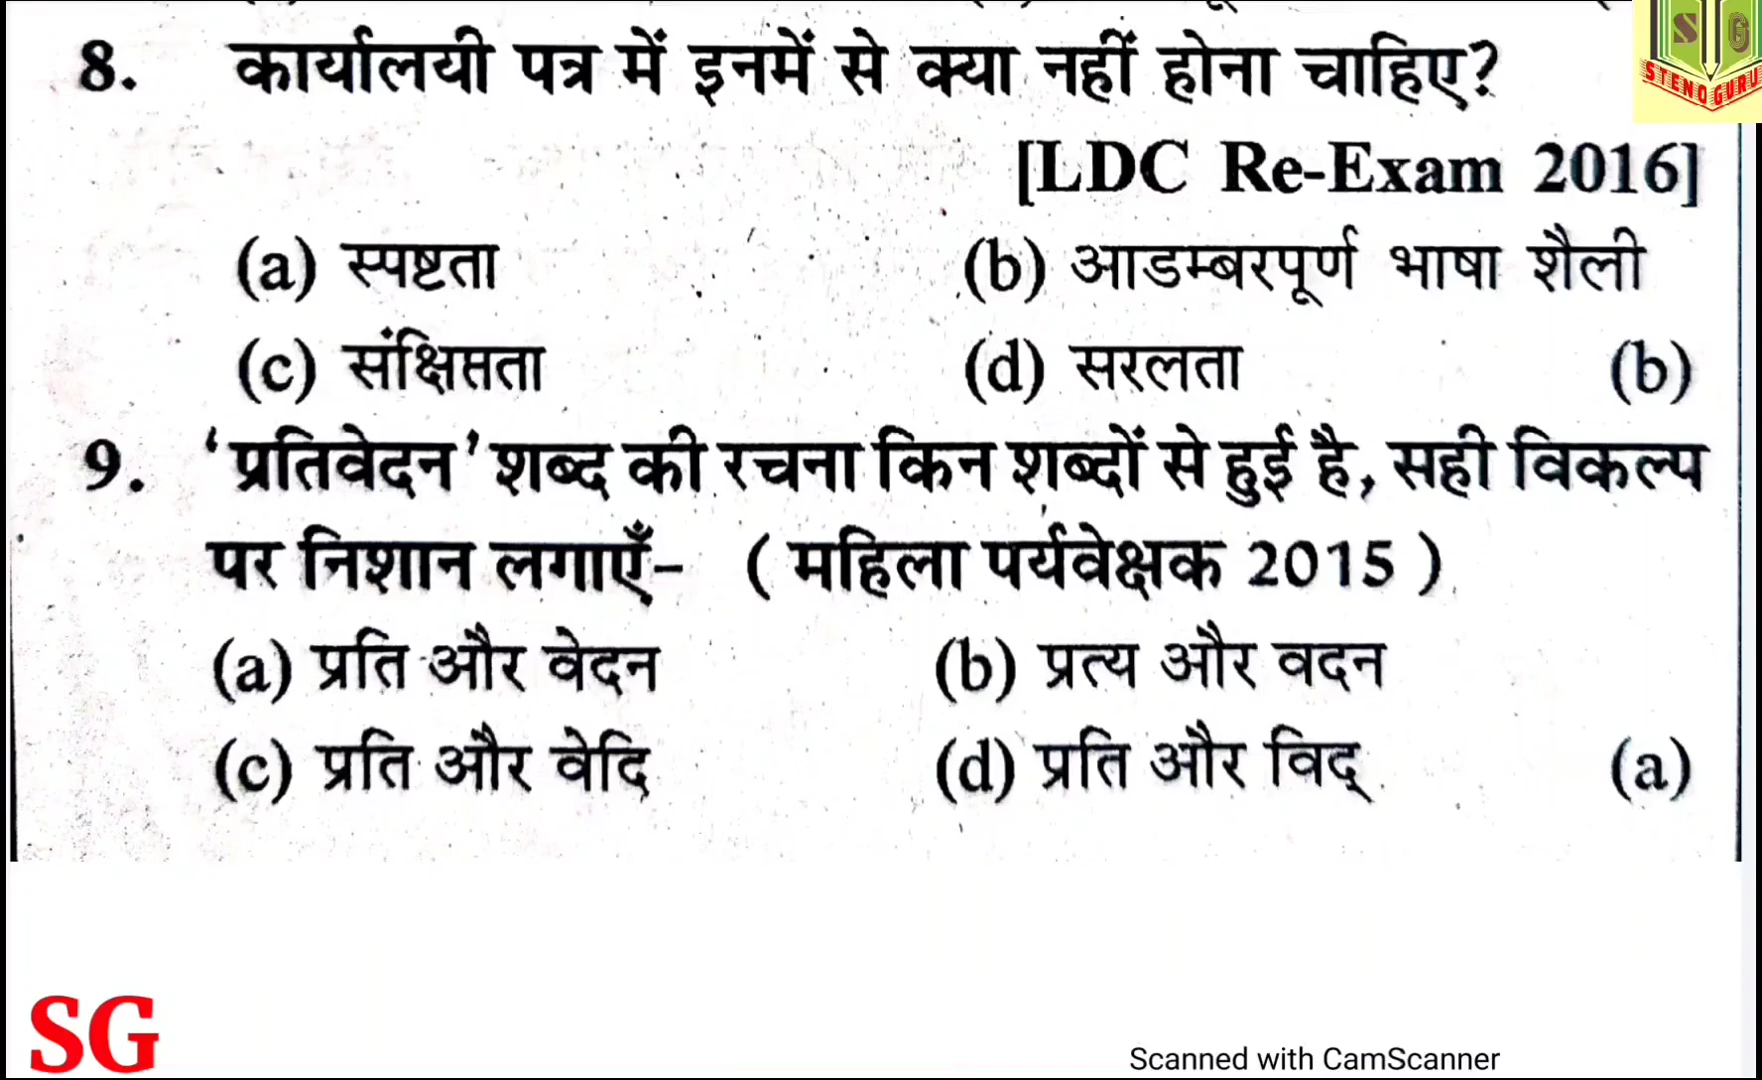 S G
STENO GURU
8. कार्यालयी पत्र में इनमें से क्या नहीं होना चाहिए?
[LDC Re-Exam 2016]
(a) स्पष्टता (b) आडम्बरपूर्ण भाषा शैली
(c) संक्षिप्तता (d) सरलता (b)
9. ‘प्रतिवेदन’ शब्द की रचना किन शब्दों से हुई है, सही विकल्प
पर निशान लगाएँ- ( महिला पर्यवेक्षक 2015 )
(a) प्रति और वेदन (b) प्रत्य और वदन
(c) प्रति और वेदि (d) प्रति और विद् (a)
SG
Scanned with CamScanner